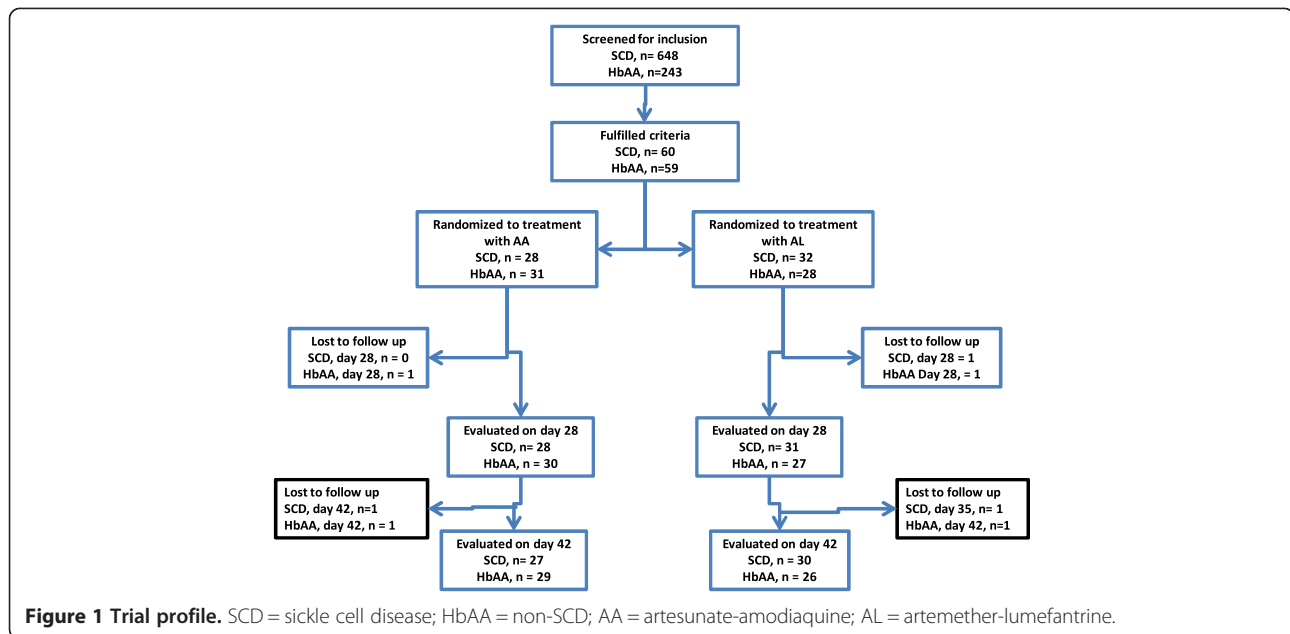 Screened for inclusion
SCD, n= 648
HbAA, n=243
Fulfilled criteria
SCD, n= 60
HbAA, n=59
Randomized to treatment
with AA
SCD, n = 28
HbAA, n = 31
Randomized to treatment
with AL
SCD, n= 32
HbAA, n=28
Lost to follow up
SCD, day 28, n = 0
HbAA, day 28, n = 1
Lost to follow up
SCD, day 28 = 1
HbAA Day 28, = 1
Evaluated on day 28
SCD, n= 28
HbAA, n = 30
Evaluated on day 28
SCD, n= 31
HbAA, n = 27
Lost to follow up
SCD, day 42, n=1
HbAA, day 42, n = 1
Lost to follow up
SCD, day 35, n= 1
HbAA, day 42, n=1
Evaluated on day 42
SCD, n= 27
HbAA, n = 29
Evaluated on day 42
SCD, n= 30
HbAA, n = 26
Figure 1 Trial profile. SCD = sickle cell disease; HbAA = non-SCD; AA = artesunate-amodiaquine; AL = artemether-lumefantrine.